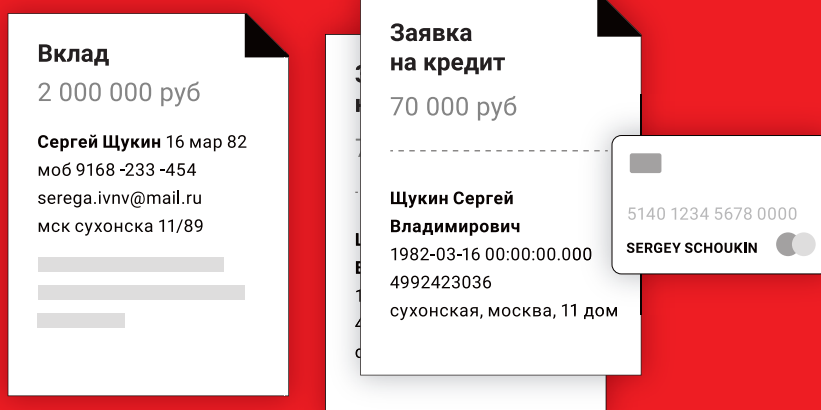 Вклад
2 000 000 руб
Сергей Щукин 16 мар 82
моб 9168 -233 -454
serega.ivnv@mail.ru
мск сухонска 11/89
Заявка
на кредит
70 000 руб
Щукин Сергей
Владимирович
1982-03-16 00:00:00.000
4992423036
сухонская, москва, 11 дом
5140 1234 5678 0000
SERGEY SCHOUKIN